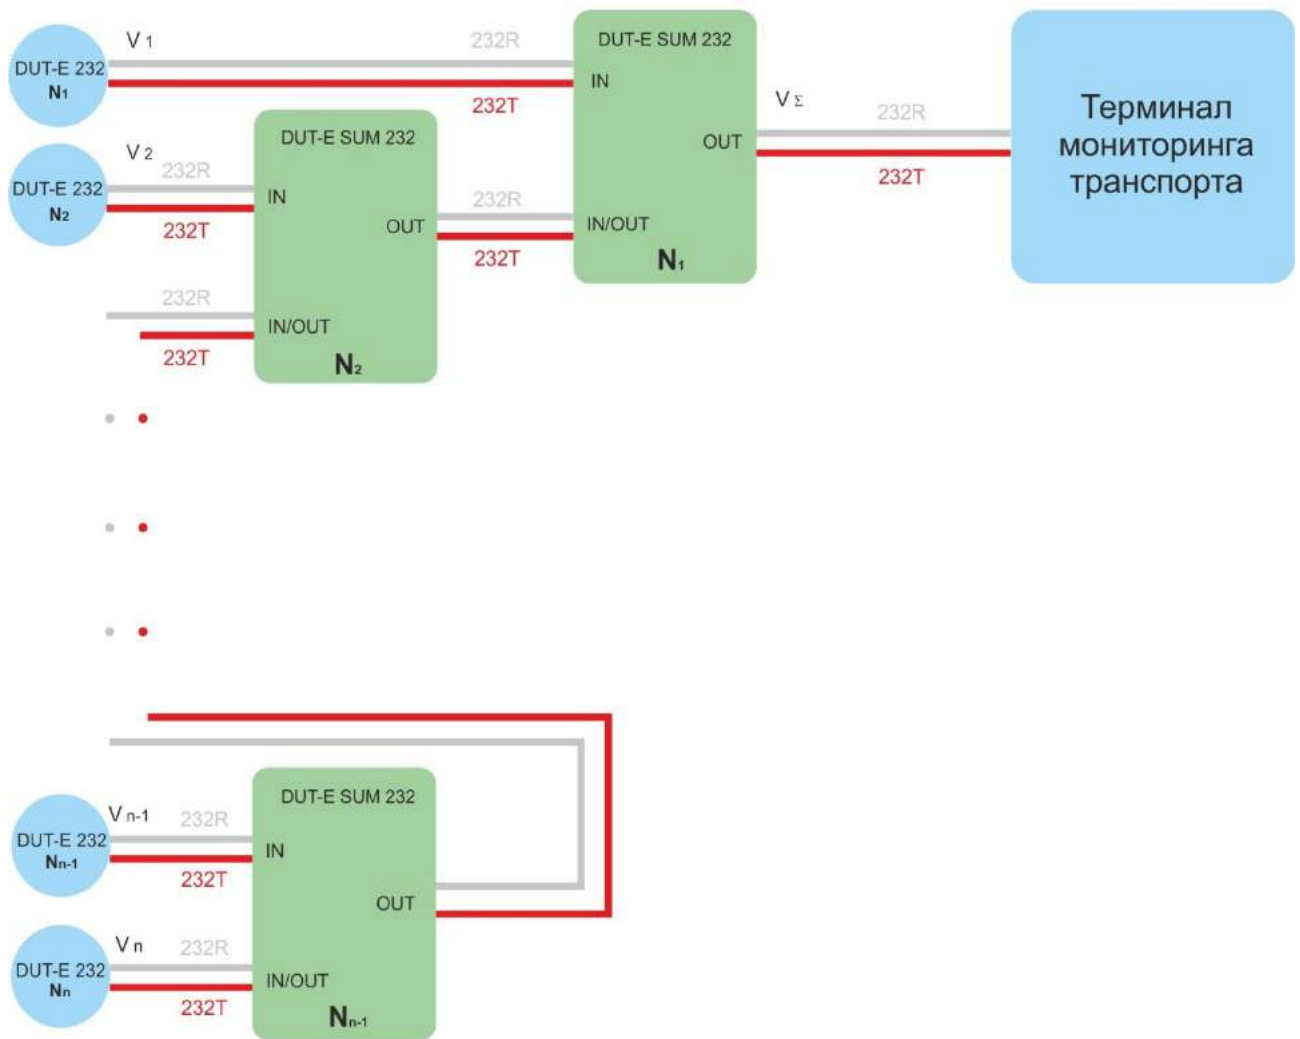 V 1
232R
DUT-E SUM 232
DUT-E 232
N1
IN
232T
V Σ
232R
Терминал
мониторинга
транспорта
OUT
232T
V 2
DUT-E SUM 232
232R
DUT-E 232
N2
IN
232T
OUT
232R
IN/OUT
232T
N1
232R
IN/OUT
232T
N2
V n-1
232R
DUT-E SUM 232
DUT-E 232
Nn-1
IN
232T
OUT
V n
232R
DUT-E 232
Nn
IN/OUT
232T
Nn-1